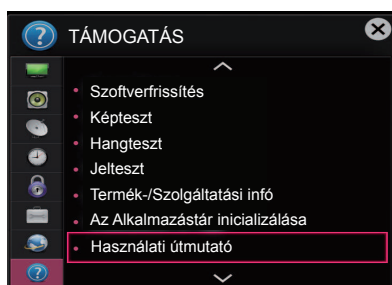 TÁMOGATÁS
Szoftverfrissítés
Képteszt
Hangteszt
Jelteszt
Termék-/Szolgáltatási infó
Az Alkalmazástár inicializálása
Használati útmutató